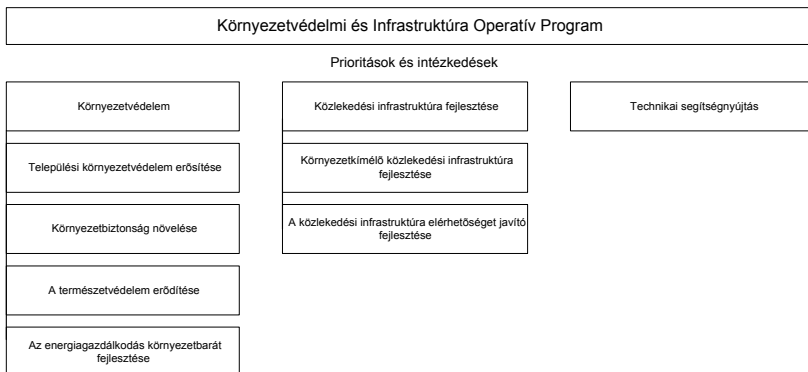 Környezetvédelmi és Infrastruktúra Operatív Program
Prioritások és intézkedések
Környezetvédelem
Települési környezetvédelem erősítése
Környezetbiztonság növelése
A természetvédelem erődítése
Az energiagazdálkodás környezetbarát
fejlesztése
Közlekedési infrastruktúra fejlesztése
Környezetkímélő közlekedési infrastruktúra
fejlesztése
A közlekedési infrastruktúra elérhetőséget javító
fejlesztése
Technikai segítségnyújtás